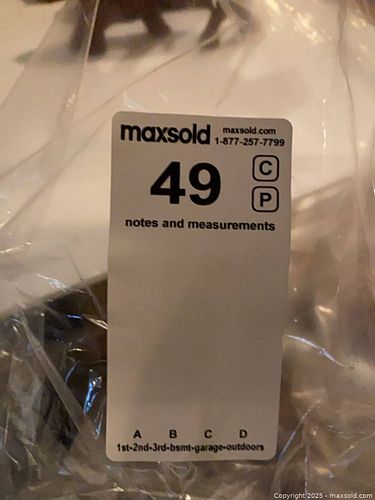 maxsold maxsold.com
1-877-257-7799
49 C
P
notes and measurements
A B C D
1st-2nd-3rd-bsmt-garage-outdoors
Copyright 2025 - maxsold.com